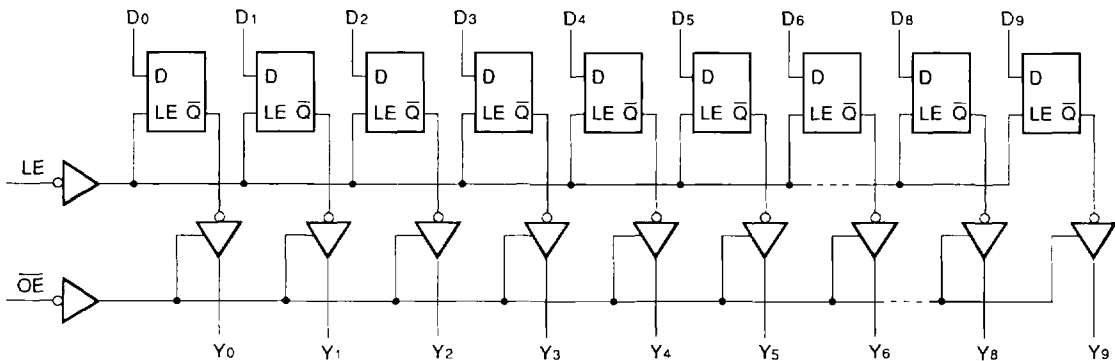 D0 D1 D2 D3 D4 D5 D6 D8 D9
D D D D D D D D D
LE Q̅ LE Q̅ LE Q̅ LE Q̅ LE Q̅ LE Q̅ LE Q̅ LE Q̅ LE Q̅
LE
O̅E̅
Y0 Y1 Y2 Y3 Y4 Y5 Y6 Y8 Y9